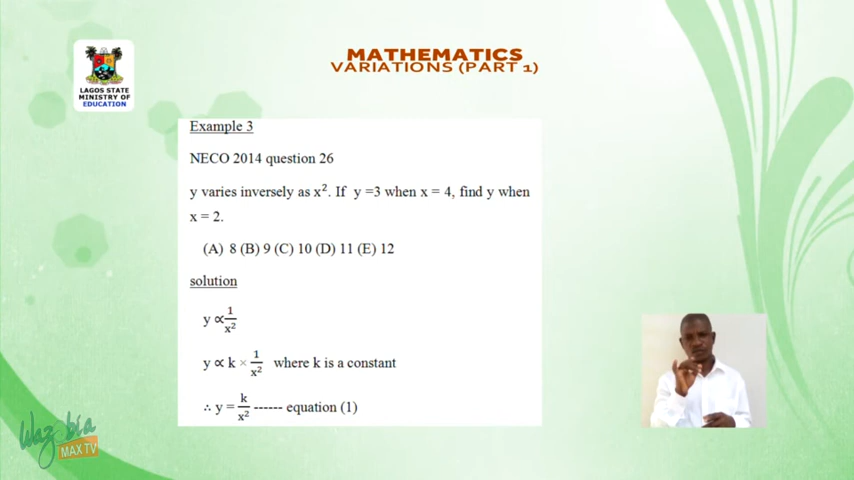 LAGOS STATE
MINISTRY OF
EDUCATION
MATHEMATICS
VARIATIONS (PART 1)
Example 3
NECO 2014 question 26
y varies inversely as x². If y =3 when x = 4, find y when
x = 2.
(A) 8 (B) 9 (C) 10 (D) 11 (E) 12
solution
y ∝ 1/x²
y ∝ k × 1/x² where k is a constant
∴ y = k/x² ------ equation (1)
Wazobia
MAX TV